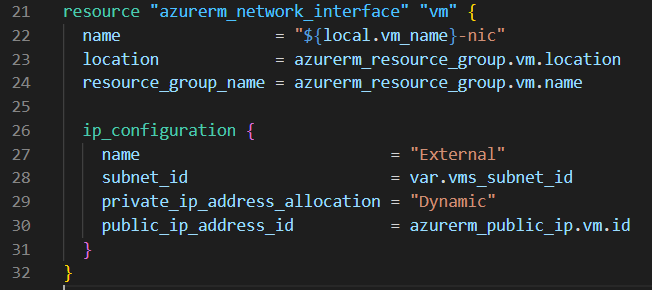 21 resource "azurerm_network_interface" "vm" {
22   name                = "${local.vm_name}-nic"
23   location            = azurerm_resource_group.vm.location
24   resource_group_name = azurerm_resource_group.vm.name
25
26   ip_configuration {
27     name                          = "External"
28     subnet_id                     = var.vms_subnet_id
29     private_ip_address_allocation = "Dynamic"
30     public_ip_address_id          = azurerm_public_ip.vm.id
31   }
32 }